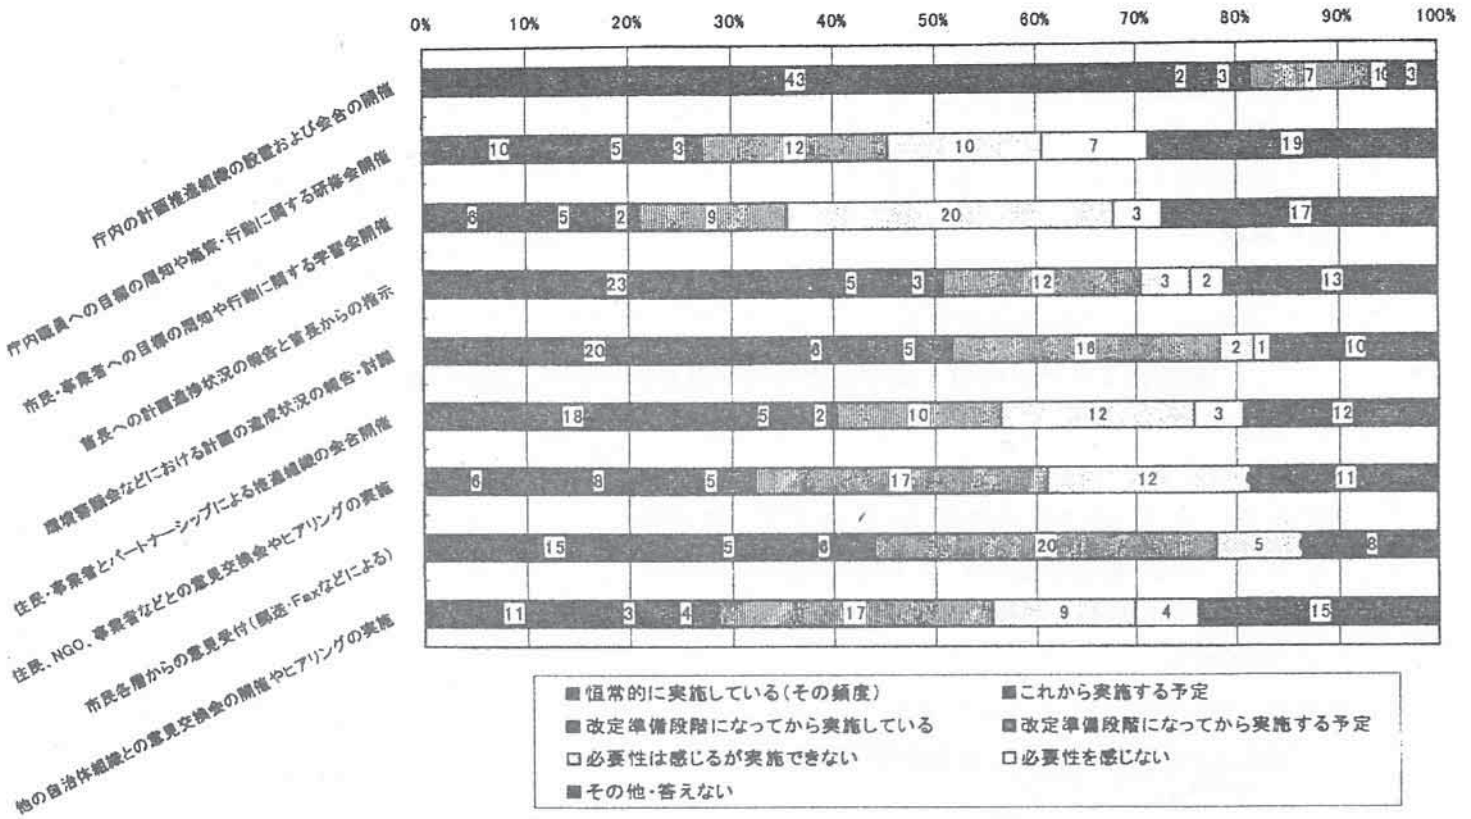 0% 10% 20% 30% 40% 50% 60% 70% 80% 90% 100%
庁内の計画推進組織の設置および会合の開催
43 2 3 7 1 0 3
庁内職員への目標の周知や施策・行動に関する研修会開催
10 5 3 12 10 7 19
市民・事業者への目標の周知や行動に関する学習会開催
6 5 2 9 20 3 17
首長への計画進捗状況の報告と首長からの指示
23 5 3 12 3 2 13
環境審議会などにおける計画の達成状況の報告・討議
20 6 5 16 2 1 10
住民・事業者とパートナーシップによる推進組織の会合開催
18 5 2 10 12 3 12
住民、NGO、事業者などとの意見交換会やヒアリングの実施
6 8 5 17 12 11
市民各層からの意見受付(郵送・Faxなどによる)
15 5 6 20 5 8
他の自治体組織との意見交換会の開催やヒアリングの実施
11 3 4 17 9 4 15
恒常的に実施している(その頻度) これから実施する予定
改定準備段階になってから実施している 改定準備段階になってから実施する予定
必要性は感じるが実施できない 必要性を感じない
その他・答えない